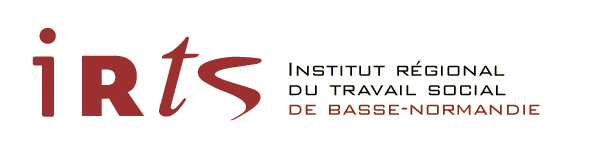 iRts
INSTITUT RÉGIONAL
DU TRAVAIL SOCIAL
DE BASSE-NORMANDIE